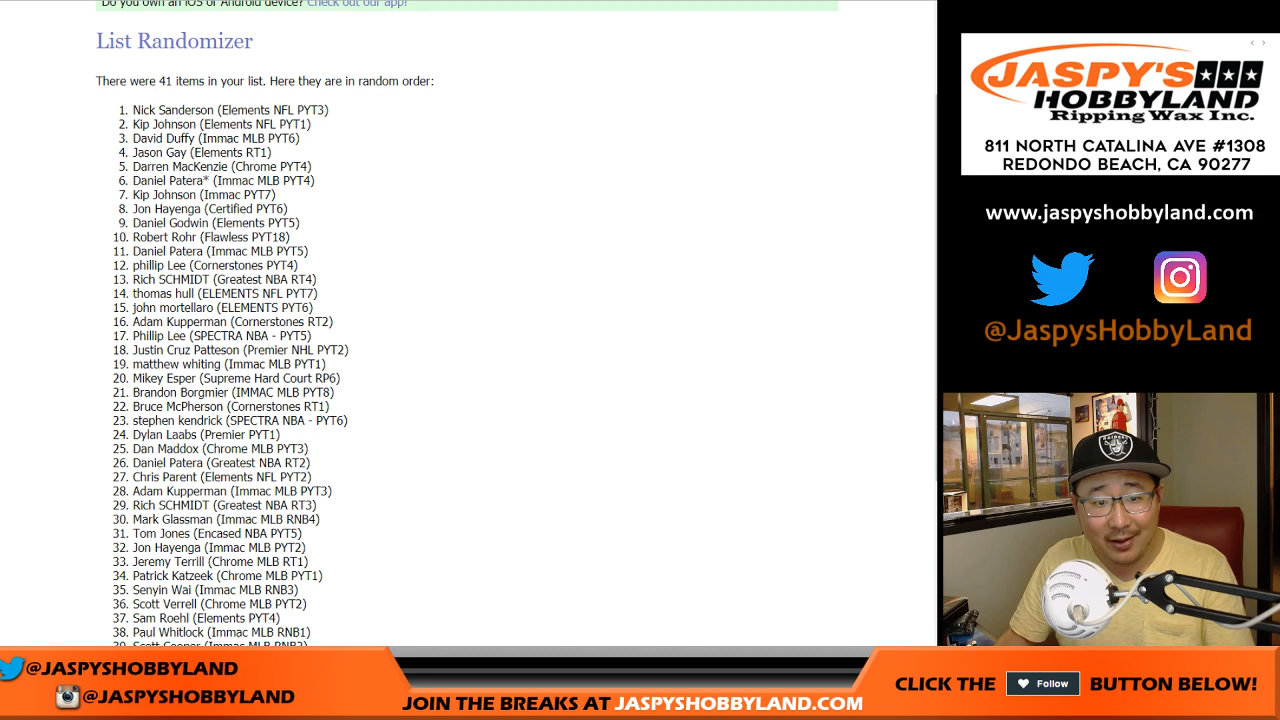 Do you own an iOS or Android device? Check out our app!
List Randomizer
There were 41 items in your list. Here they are in random order:
1. Nick Sanderson (Elements NFL PYT3)
2. Kip Johnson (Elements NFL PYT1)
3. David Duffy (Immac MLB PYT6)
4. Jason Gay (Elements RT1)
5. Darren MacKenzie (Chrome PYT4)
6. Daniel Patera* (Immac MLB PYT4)
7. Kip Johnson (Immac PYT7)
8. Jon Hayenga (Certified PYT6)
9. Daniel Godwin (Elements PYT5)
10. Robert Rohr (Flawless PYT18)
11. Daniel Patera (Immac MLB PYT5)
12. phillip Lee (Cornerstones PYT4)
13. Rich SCHMIDT (Greatest NBA RT4)
14. thomas hull (ELEMENTS NFL PYT7)
15. john mortellaro (ELEMENTS PYT6)
16. Adam Kupperman (Cornerstones RT2)
17. Phillip Lee (SPECTRA NBA - PYT5)
18. Justin Cruz Patteson (Premier NHL PYT2)
19. matthew whiting (Immac MLB PYT1)
20. Mikey Esper (Supreme Hard Court RP6)
21. Brandon Borgmier (IMMAC MLB PYT8)
22. Bruce McPherson (Cornerstones RT1)
23. stephen kendrick (SPECTRA NBA - PYT6)
24. Dylan Laabs (Premier PYT1)
25. Dan Maddox (Chrome MLB PYT3)
26. Daniel Patera (Greatest NBA RT2)
27. Chris Parent (Elements NFL PYT2)
28. Adam Kupperman (Immac MLB PYT3)
29. Rich SCHMIDT (Greatest NBA RT3)
30. Mark Glassman (Immac MLB RNB4)
31. Tom Jones (Encased NBA PYT5)
32. Jon Hayenga (Immac MLB PYT2)
33. Jeremy Terrill (Chrome MLB RT1)
34. Patrick Katzeek (Chrome MLB PYT1)
35. Senyin Wai (Immac MLB RNB3)
36. Scott Verrell (Chrome MLB PYT2)
37. Sam Roehl (Elements PYT4)
38. Paul Whitlock (Immac MLB RNB1)
JASPY'S
HOBBYLAND
Ripping Wax Inc.
811 NORTH CATALINA AVE #1308
REDONDO BEACH, CA 90277
www.jaspyshobbyland.com
@JaspysHobbyLand
RAIDERS
@JASPYSHOBBYLAND
@JASPYSHOBBYLAND
JOIN THE BREAKS AT JASPYSHOBBYLAND.COM
CLICK THE Follow BUTTON BELOW!